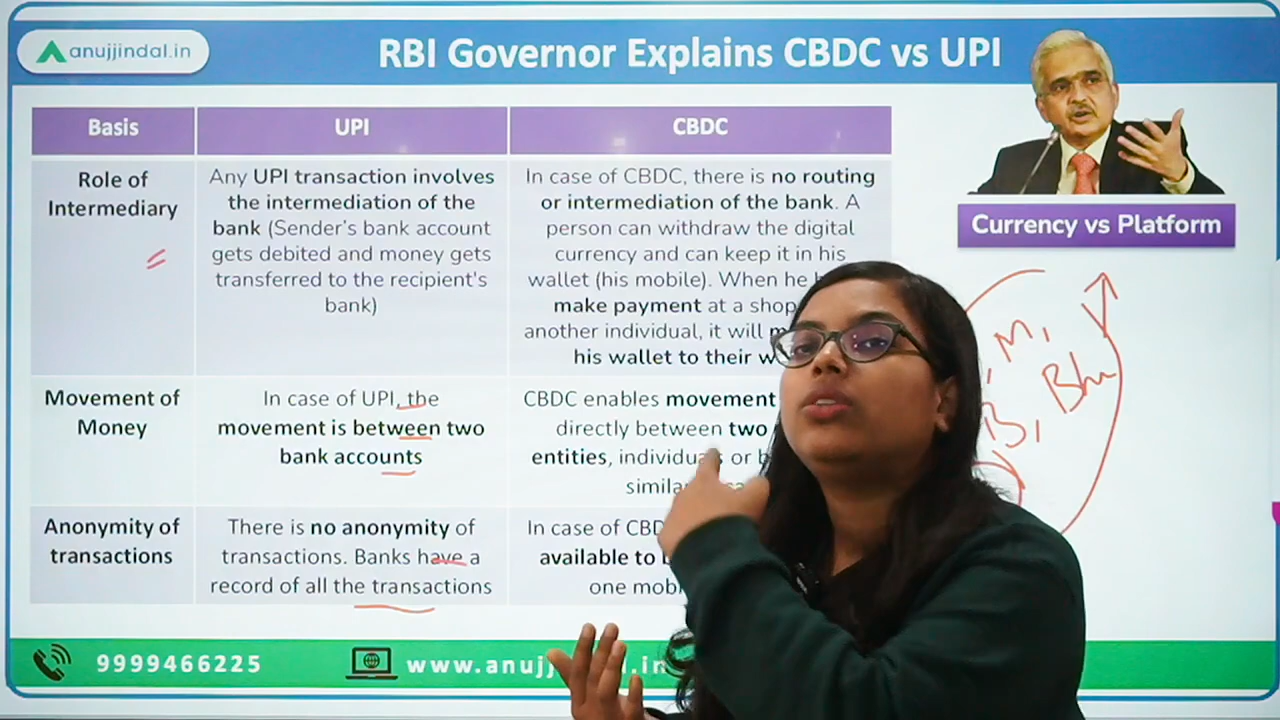 anujjindal.in
RBI Governor Explains CBDC vs UPI
Basis
UPI
CBDC
Role of
Intermediary
Any UPI transaction involves
the intermediation of the
bank (Sender's bank account
gets debited and money gets
transferred to the recipient's
bank)
In case of CBDC, there is no routing
or intermediation of the bank. A
person can withdraw the digital
currency and can keep it in his
wallet (his mobile). When he
make payment at a shop
another individual, it will
his wallet to their
Movement of
Money
In case of UPI, the
movement is between two
bank accounts
CBDC enables movement
directly between two
entities, individuals or
Anonymity of
transactions
There is no anonymity of
transactions. Banks have a
record of all the transactions
In case of
available to
one
Currency vs Platform
M,
B,
9999466225